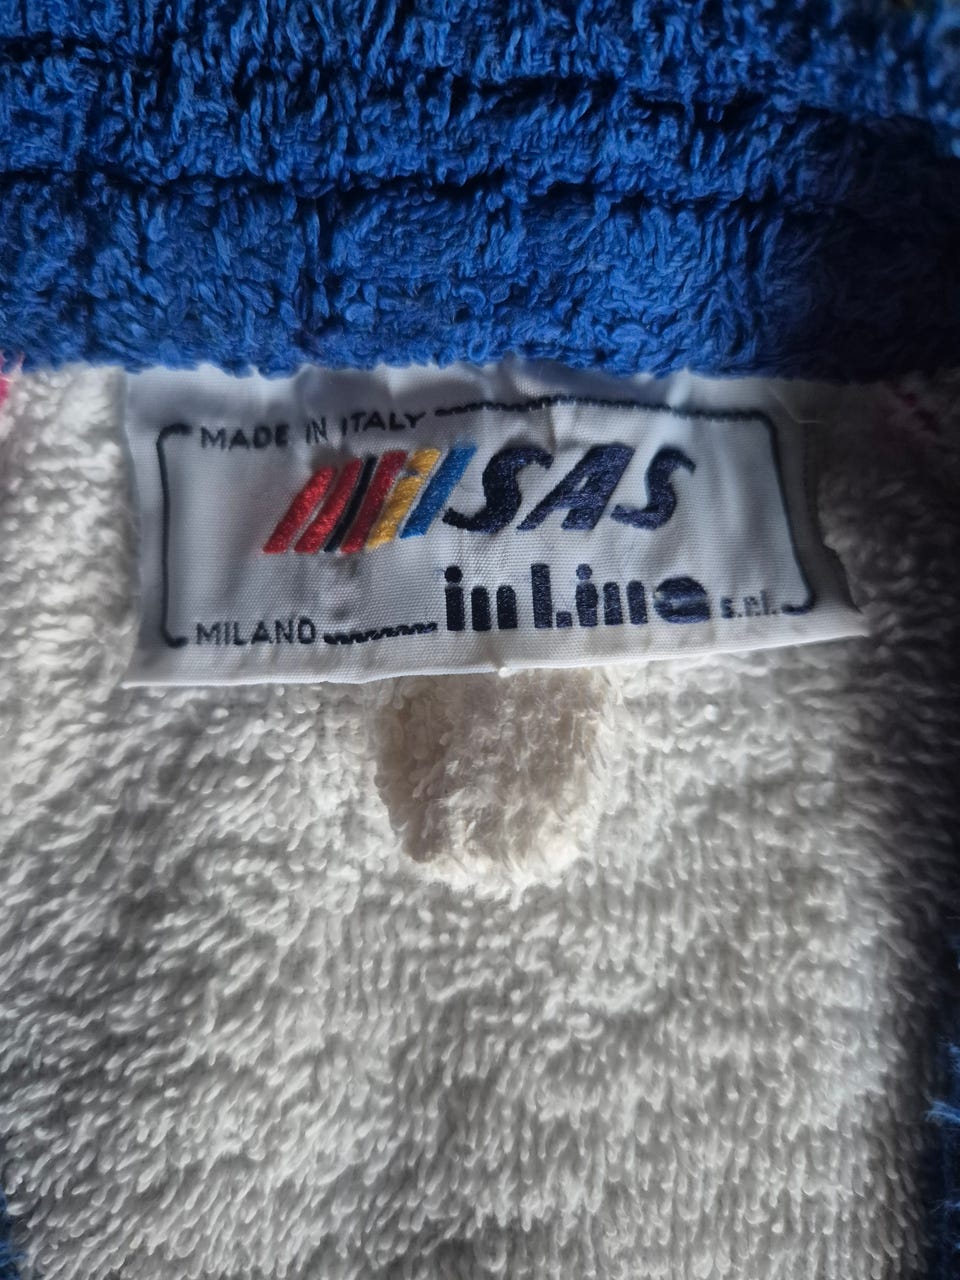 MADE IN ITALY
SAS
in Line s.r.l.
MILANO